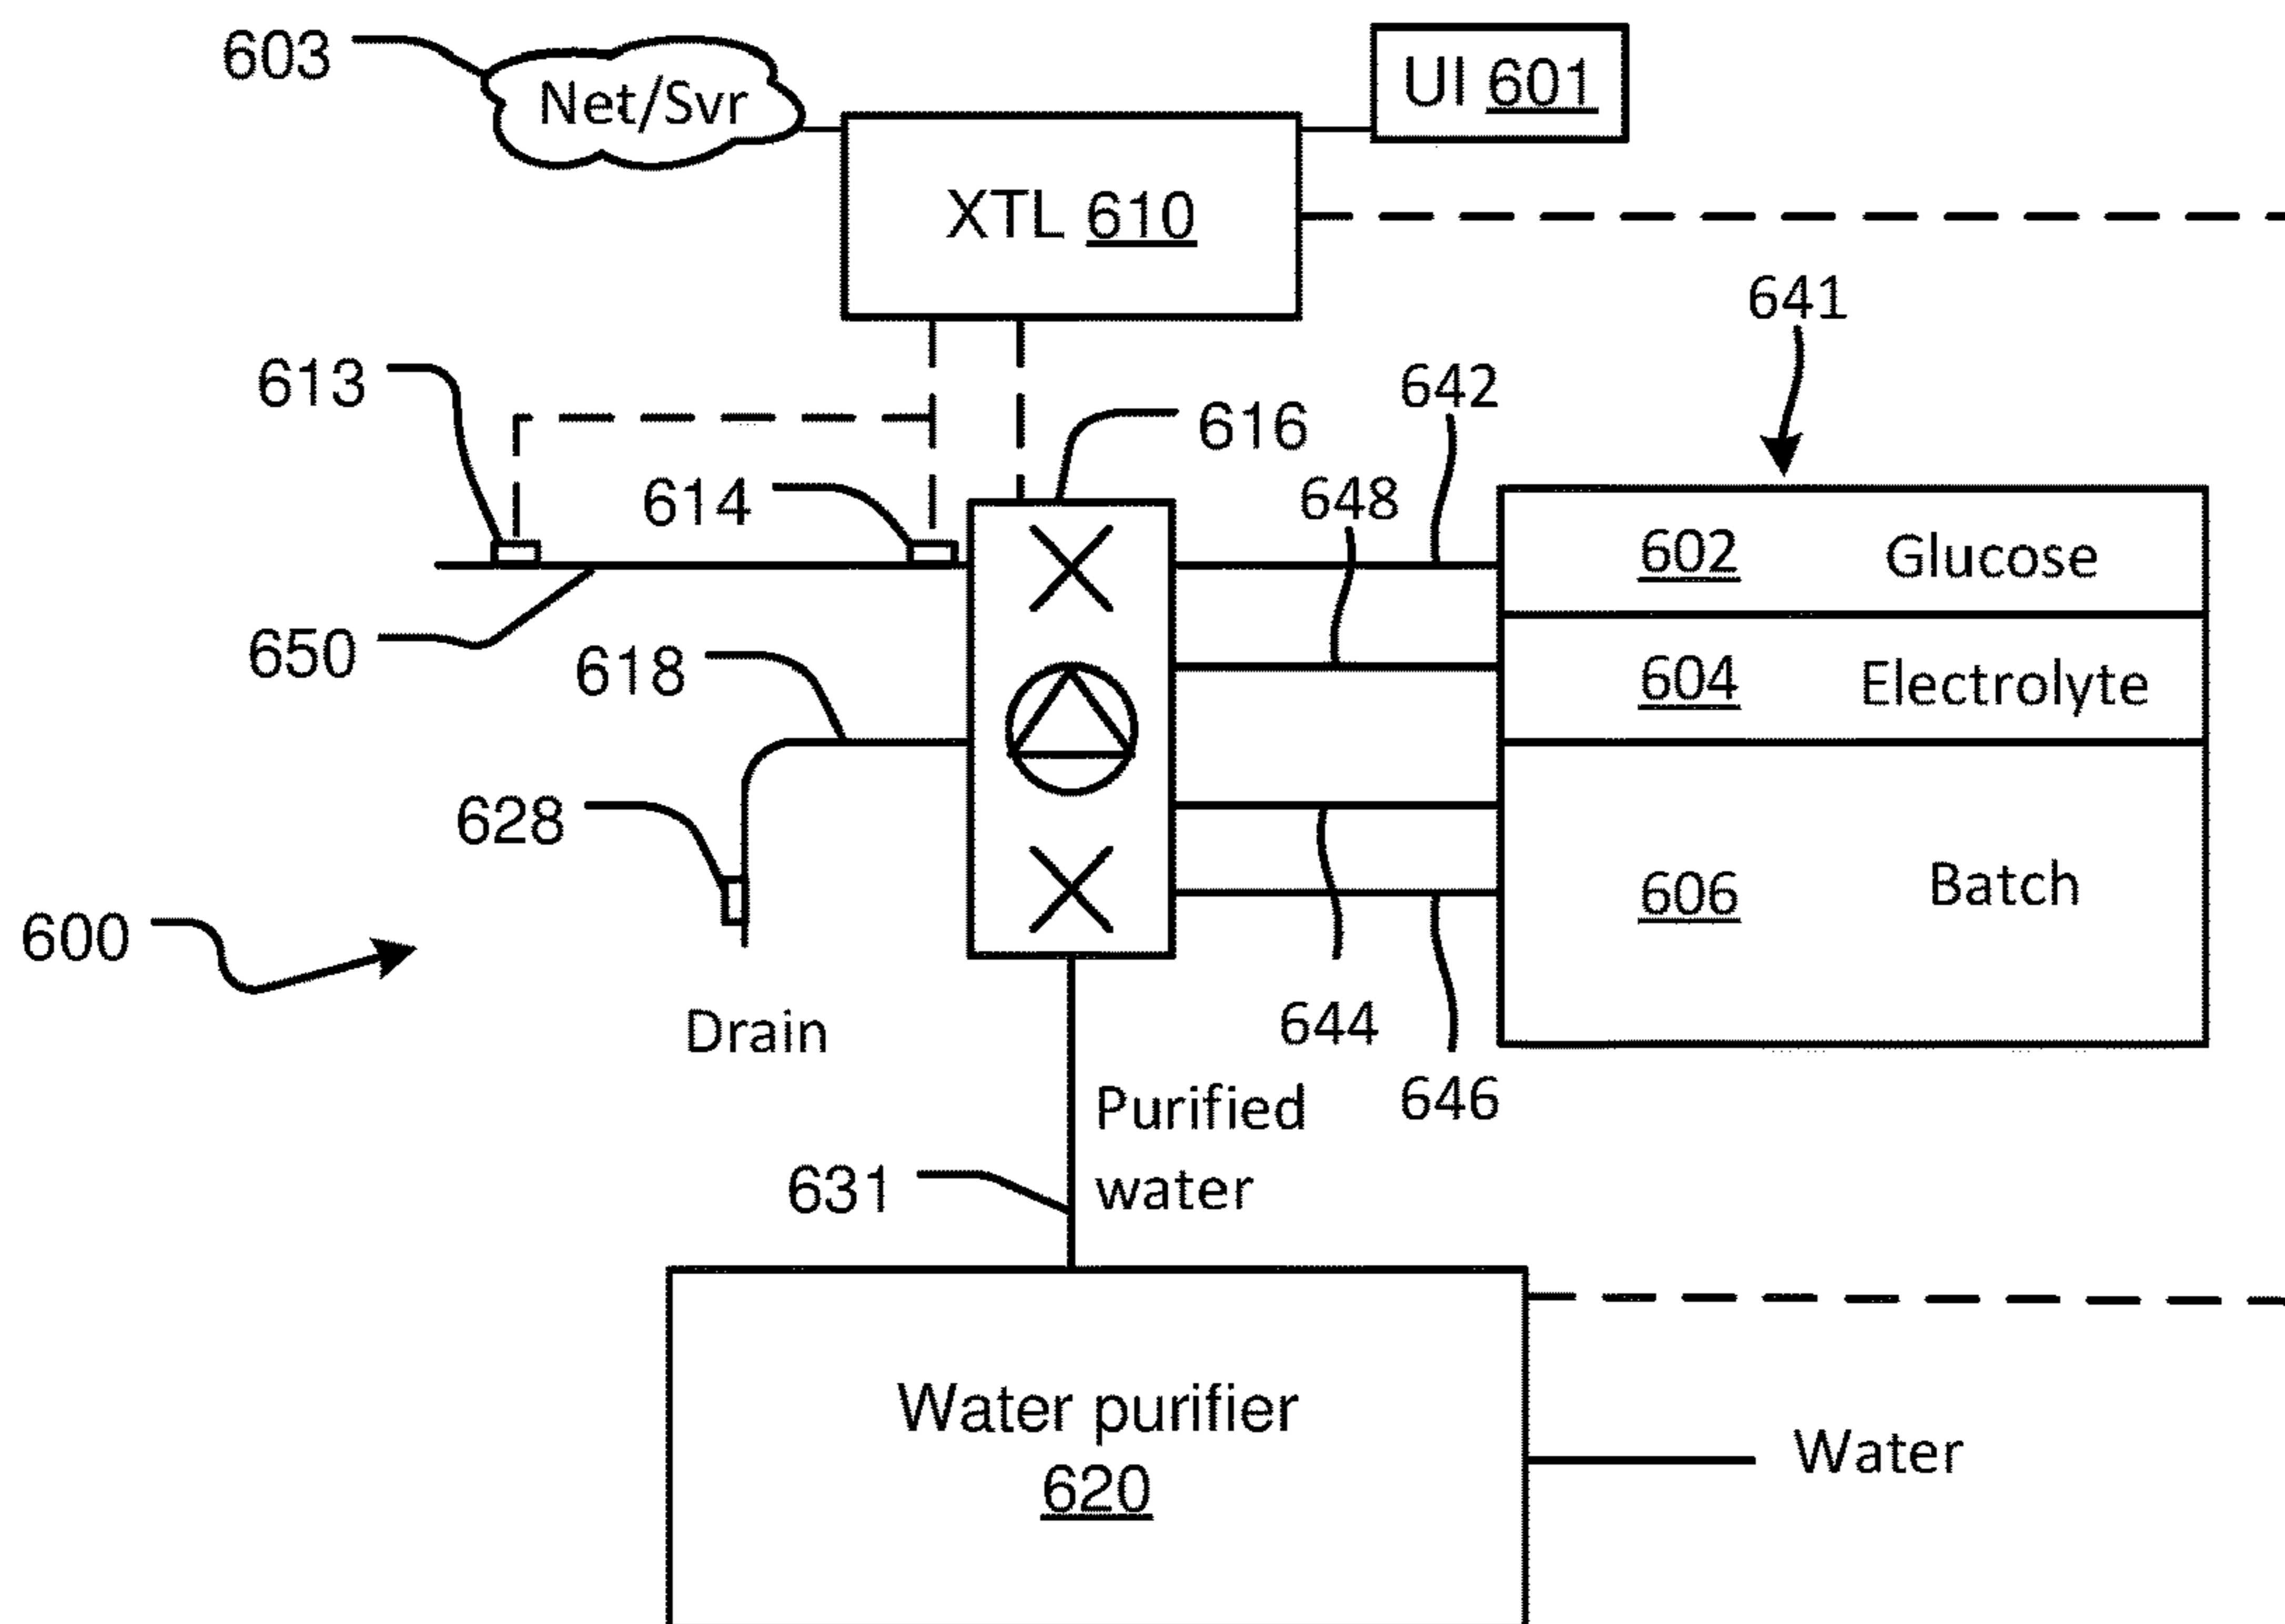 603
Net/Svr
UI 601
XTL 610
641
613
642
616
614
648
602 Glucose
650
618
604 Electrolyte
628
606 Batch
600
Drain
644
646
Purified
water
631
Water purifier
620
Water